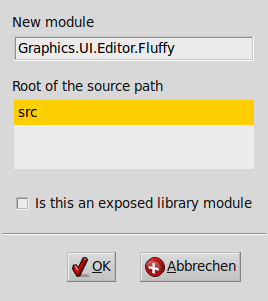 New module
Graphics.UI.Editor.Fluffy
Root of the source path
src
Is this an exposed library module
OK
Abbrechen